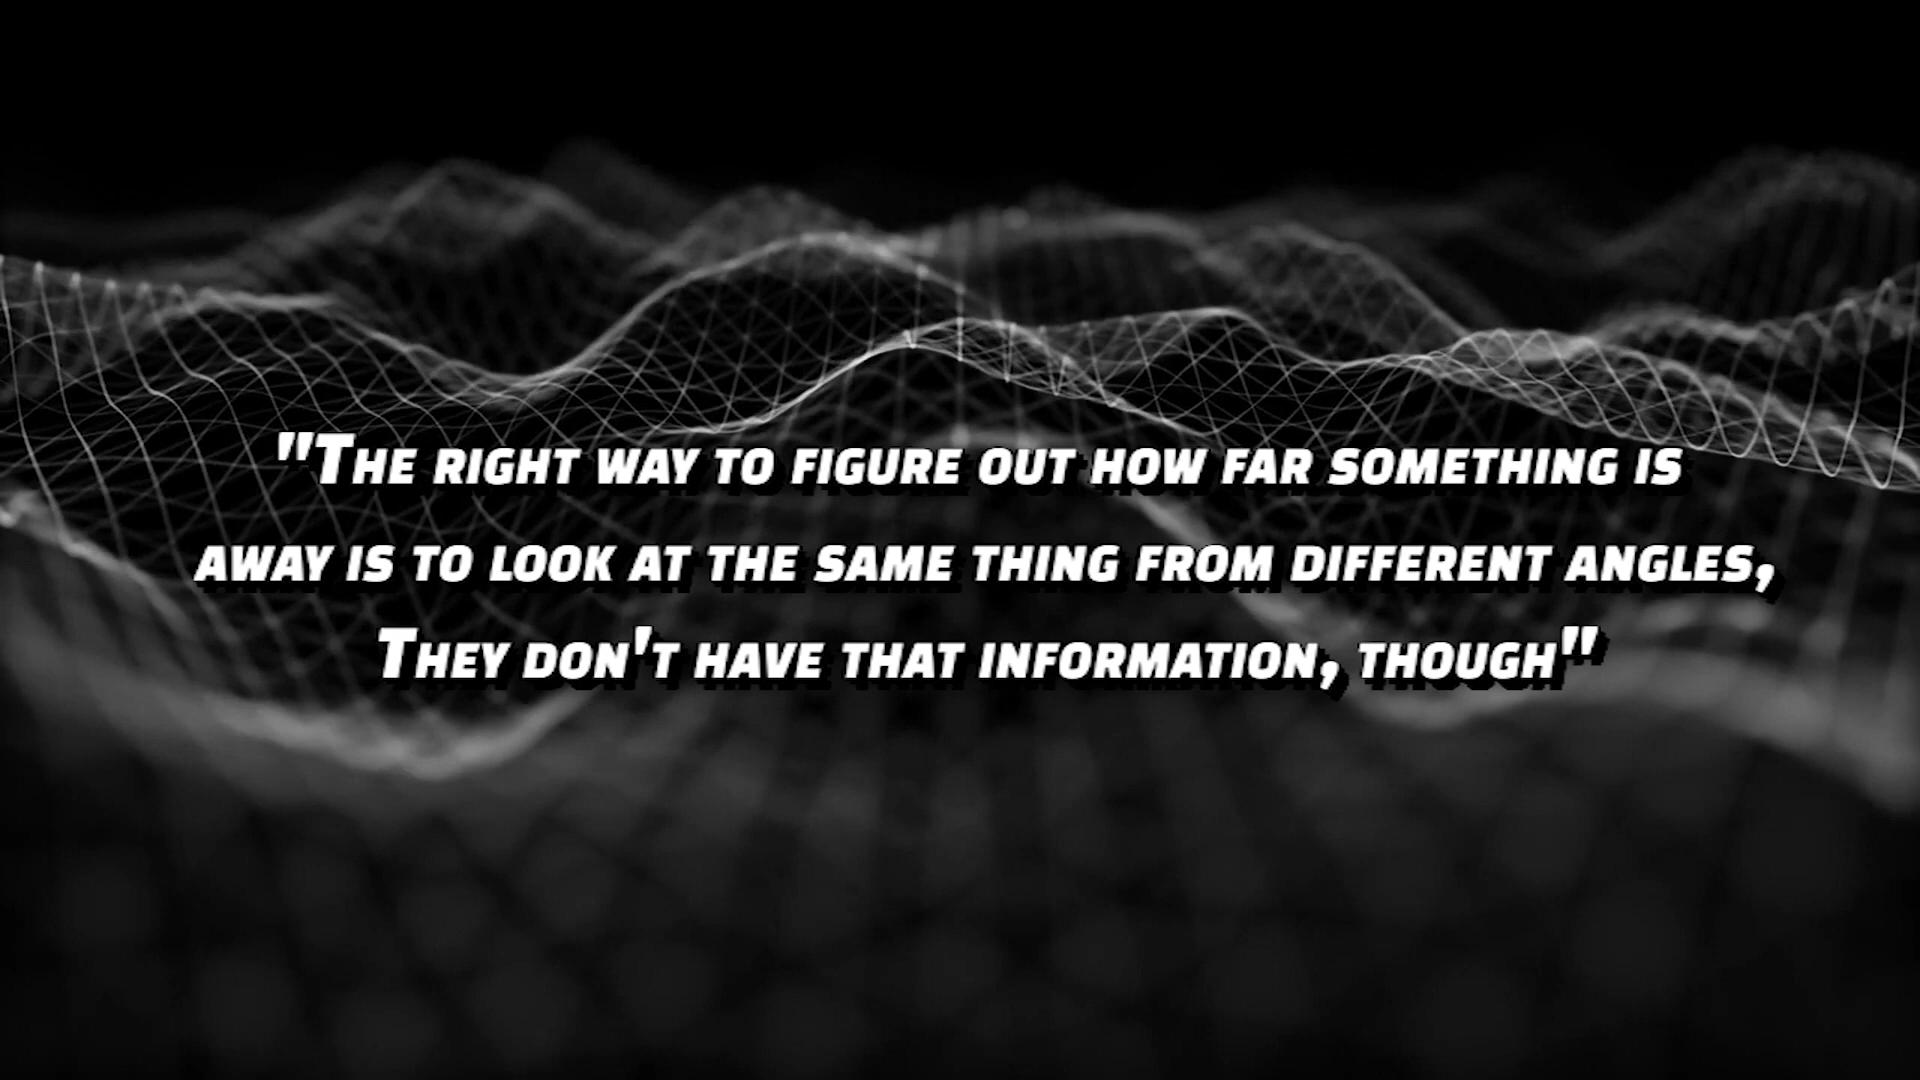 "The right way to figure out how far something is
away is to look at the same thing from different angles,
They don't have that information, though"